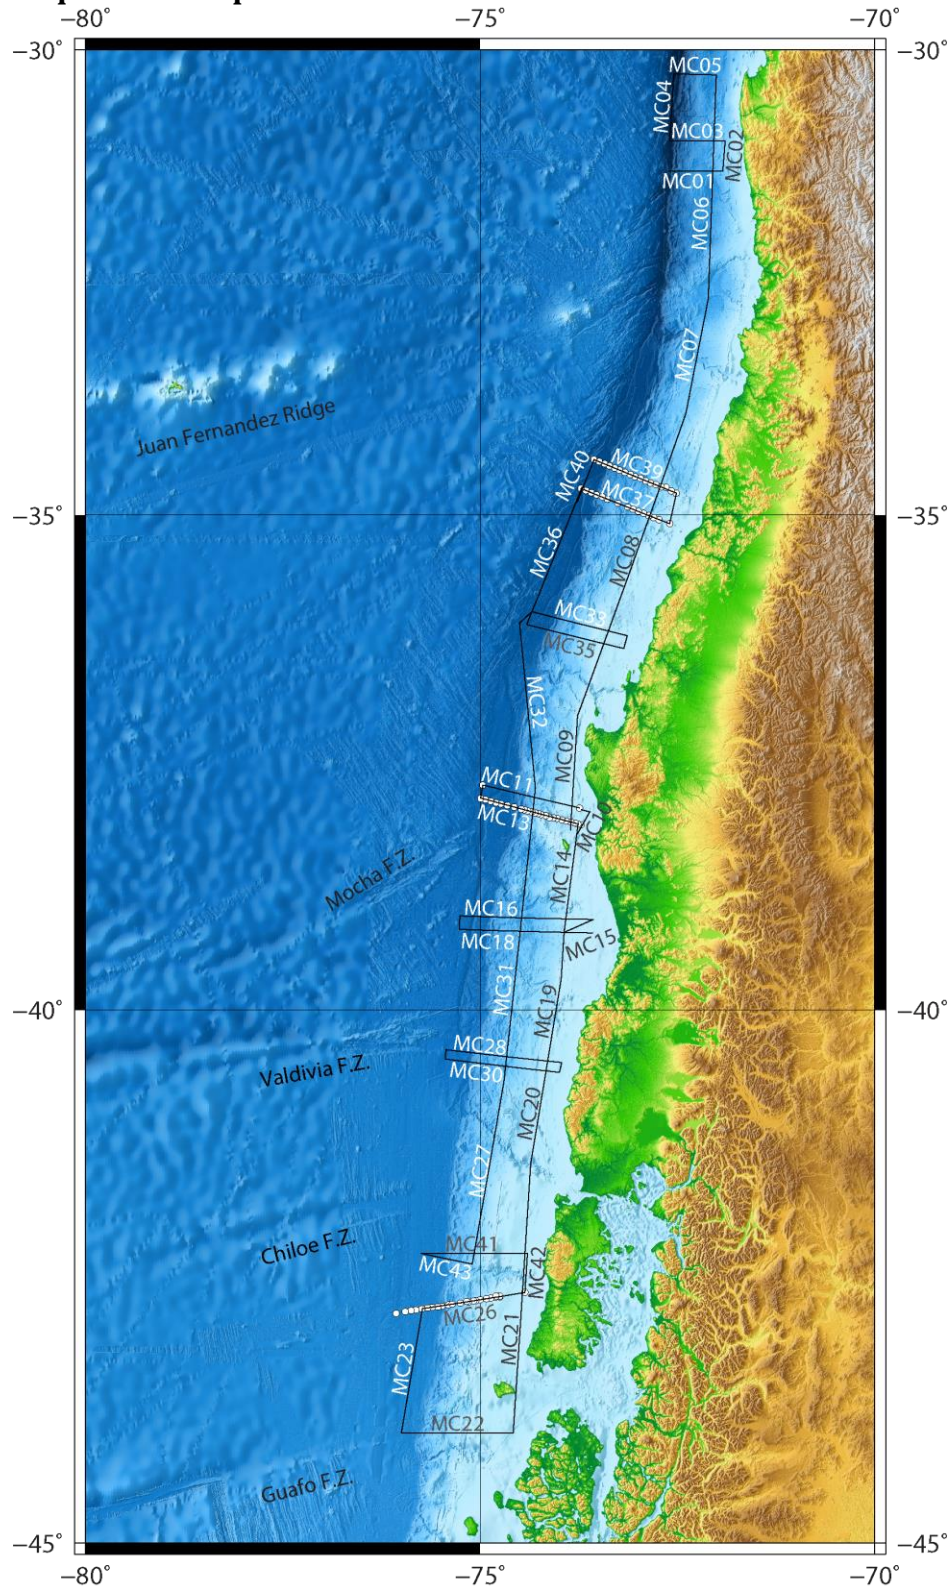 −80°
−75°
−70°
−30°
−30°
MC05
MC04
MC03
MC02
MC01
MC06
MC07
Juan Fernandez Ridge
MC40
MC39
MC37
−35°
−35°
MC36
MC08
MC33
MC35
MC32
MC09
MC11
MC13
MC10
Mocha F.Z.
MC14
MC16
MC18
MC15
MC31
MC19
−40°
−40°
MC28
MC30
Valdivia F.Z.
MC20
MC27
Chiloe F.Z.
MC41
MC43
MC42
MC26
MC21
MC23
MC22
Guafo F.Z.
−45°
−45°
−80°
−75°
−70°